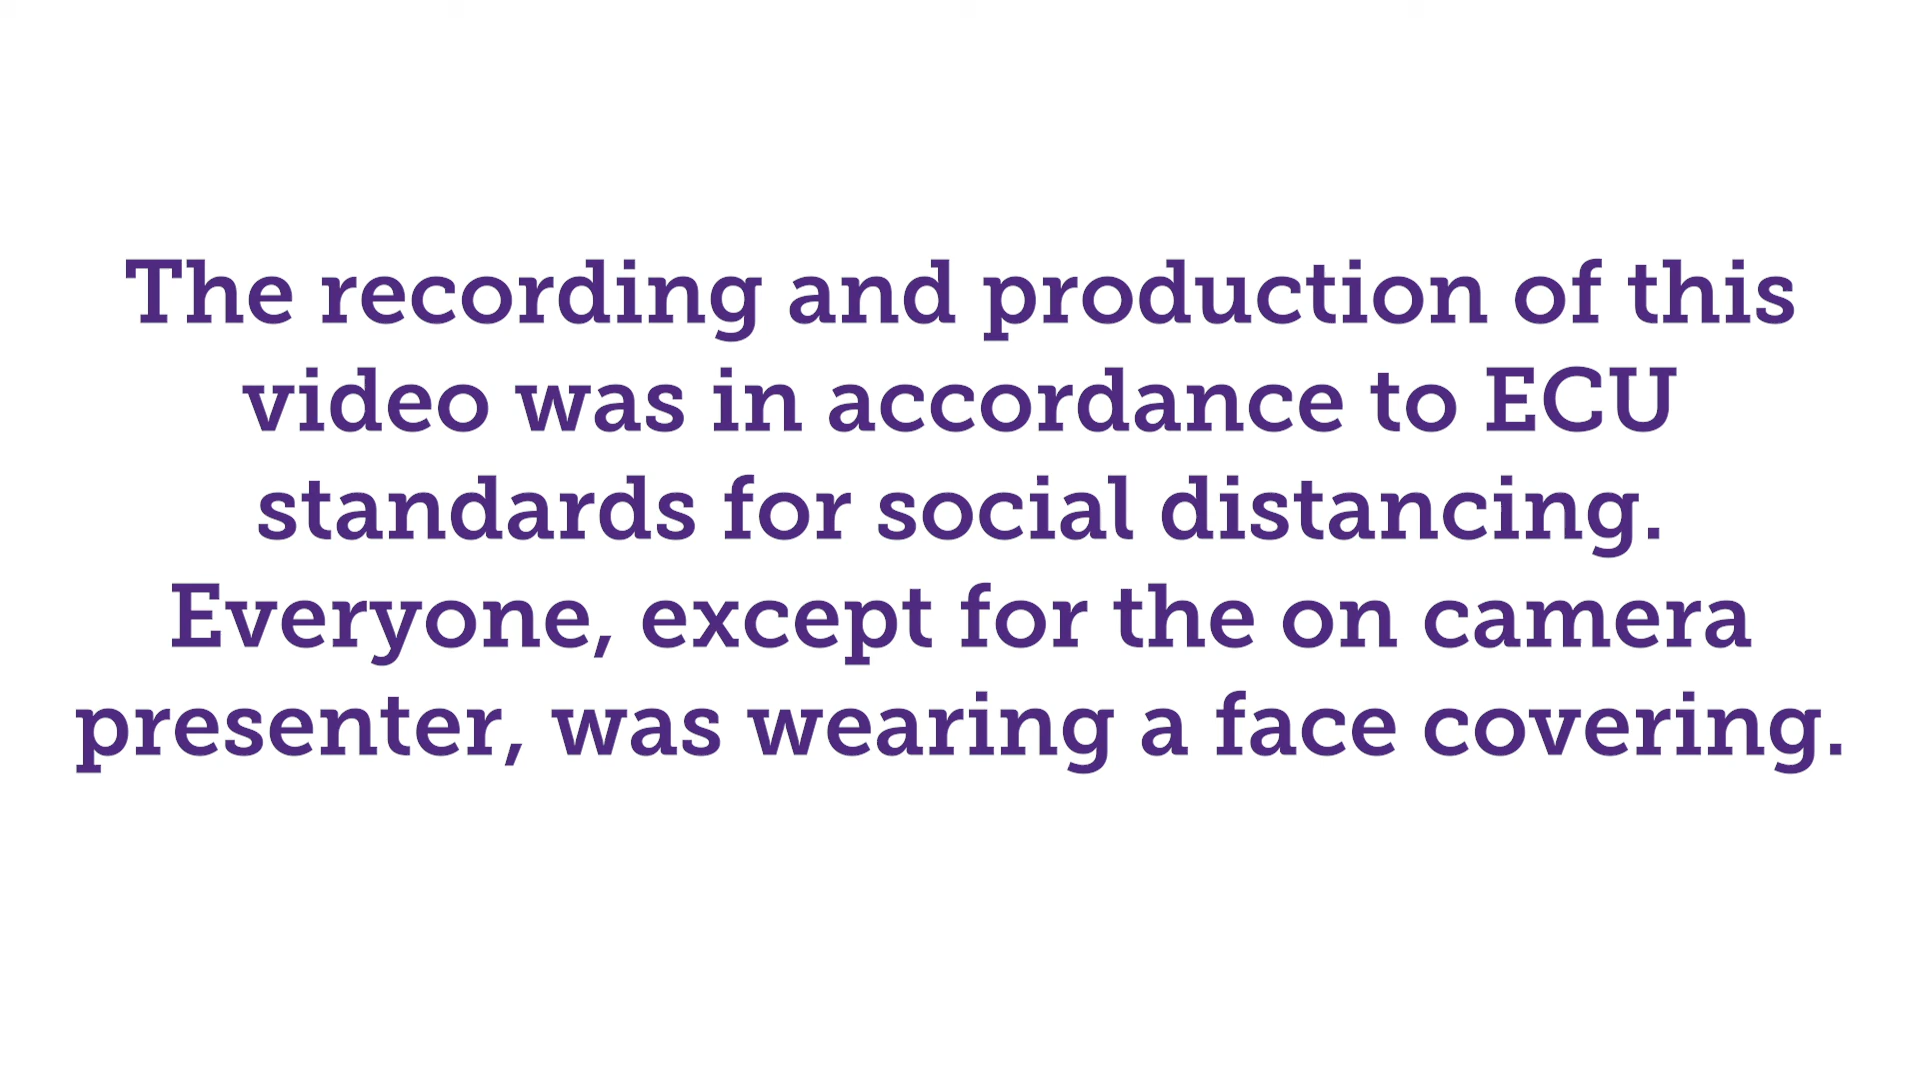 The recording and production of this
video was in accordance to ECU
standards for social distancing.
Everyone, except for the on camera
presenter, was wearing a face covering.